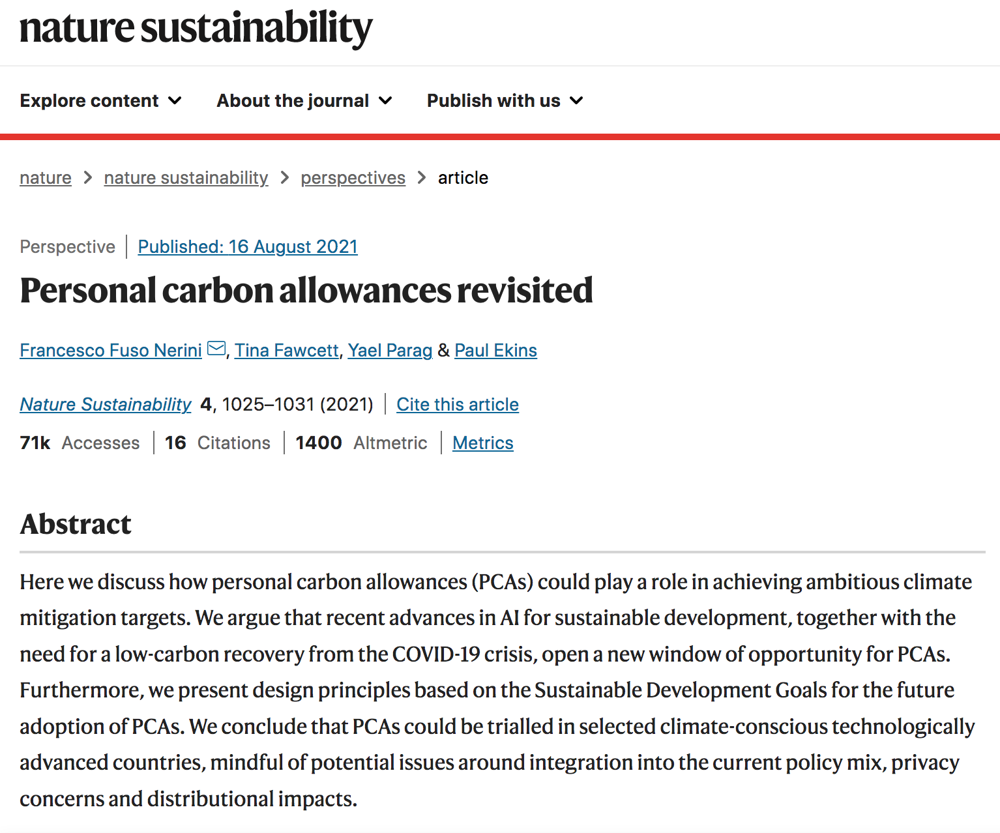 nature sustainability
Explore content About the journal Publish with us
nature > nature sustainability > perspectives > article
Perspective | Published: 16 August 2021
Personal carbon allowances revisited
Francesco Fuso Nerini, Tina Fawcett, Yael Parag & Paul Ekins
Nature Sustainability 4, 1025–1031 (2021) | Cite this article
71k Accesses | 16 Citations | 1400 Altmetric | Metrics
Abstract
Here we discuss how personal carbon allowances (PCAs) could play a role in achieving ambitious climate
mitigation targets. We argue that recent advances in AI for sustainable development, together with the
need for a low-carbon recovery from the COVID-19 crisis, open a new window of opportunity for PCAs.
Furthermore, we present design principles based on the Sustainable Development Goals for the future
adoption of PCAs. We conclude that PCAs could be trialled in selected climate-conscious technologically
advanced countries, mindful of potential issues around integration into the current policy mix, privacy
concerns and distributional impacts.